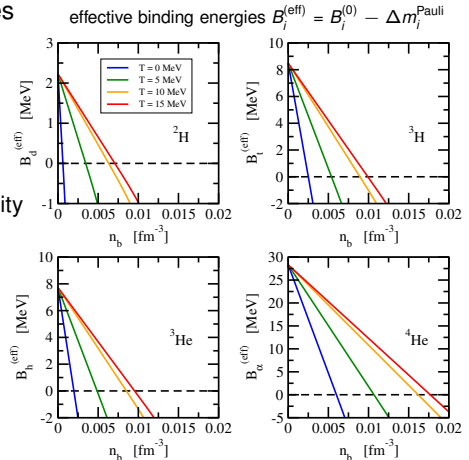 es
effective binding energies B_i^(eff) = B_i^(0) − Δm_i^Pauli
ity
3
2
1
0
-1
B_d^(eff) [MeV]
T = 0 MeV
T = 5 MeV
T = 10 MeV
T = 15 MeV
²H
0 0.005 0.01 0.015 0.02
n_b [fm⁻³]
10
8
6
4
2
0
-2
B_t^(eff) [MeV]
³H
0 0.005 0.01 0.015 0.02
n_b [fm⁻³]
10
8
6
4
2
0
-2
B_h^(eff) [MeV]
³He
0 0.005 0.01 0.015 0.02
n_b [fm⁻³]
30
25
20
15
10
5
0
-5
B_α^(eff) [MeV]
⁴He
0 0.005 0.01 0.015 0.02
n_b [fm⁻³]